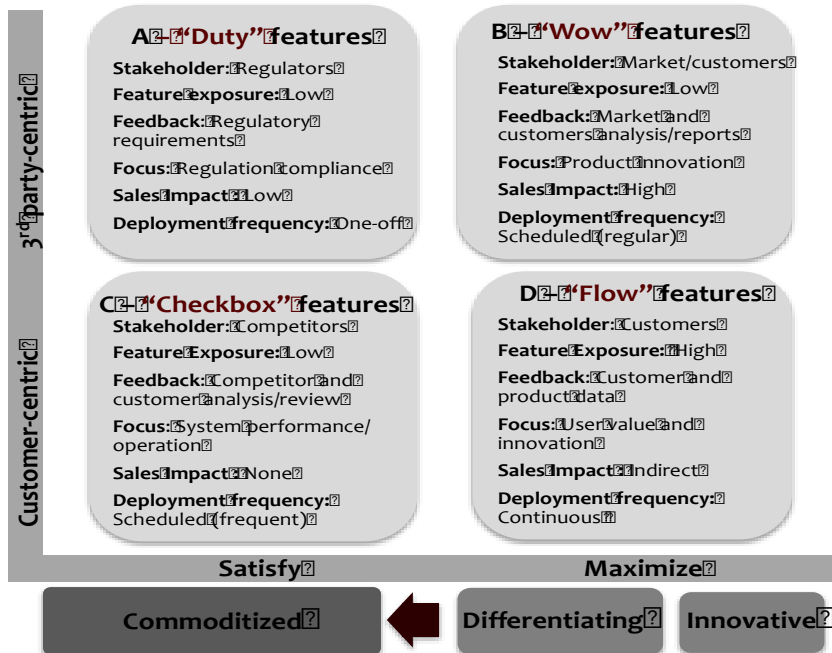 A – “Duty” features
Stakeholder: Regulators
Feature exposure: Low
Feedback: Regulatory
requirements
Focus: Regulation compliance
Sales Impact: Low
Deployment frequency: One-off
B – “Wow” features
Stakeholder: Market/customers
Feature exposure: Low
Feedback: Market and
customers analysis/reports
Focus: Product innovation
Sales Impact: High
Deployment frequency:
Scheduled (regular)
C – “Checkbox” features
Stakeholder: Competitors
Feature Exposure: Low
Feedback: Competitor and
customer analysis/review
Focus: System performance/
operation
Sales Impact: None
Deployment frequency:
Scheduled (frequent)
D – “Flow” features
Stakeholder: Customers
Feature Exposure: High
Feedback: Customer and
product data
Focus: User value and
innovation
Sales Impact: Indirect
Deployment frequency:
Continuous
3rd party-centric
Customer-centric
Satisfy
Maximize
Commoditized
Differentiating
Innovative